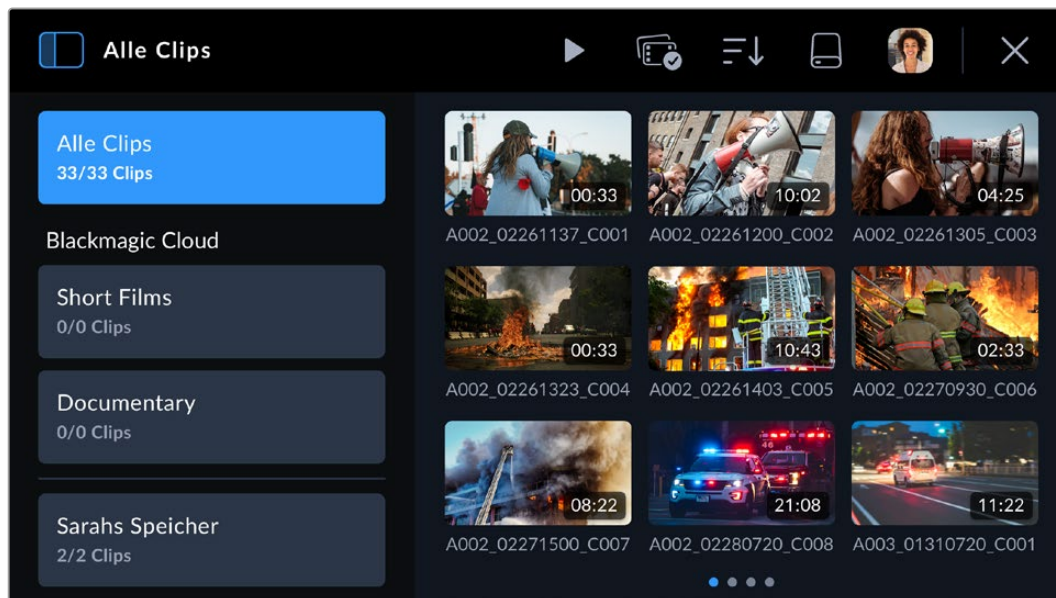 Alle Clips
Alle Clips
33/33 Clips
Blackmagic Cloud
Short Films
0/0 Clips
Documentary
0/0 Clips
Sarahs Speicher
2/2 Clips
00:33 10:02 04:25
A002_02261137_C001 A002_02261200_C002 A002_02261305_C003
00:33 10:43 02:33
A002_02261323_C004 A002_02261403_C005 A002_02270930_C006
46
08:22 21:08 11:22
A002_02271500_C007 A002_02280720_C008 A003_01310720_C001